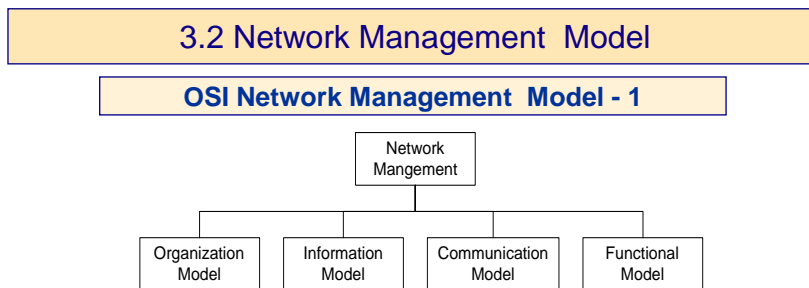 3.2 Network Management Model
OSI Network Management Model - 1
Network
Mangement
Organization
Model
Information
Model
Communication
Model
Functional
Model